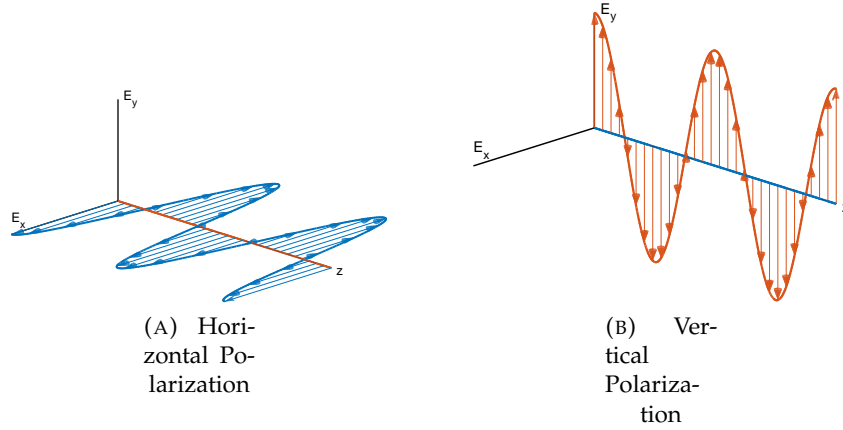 E_y
E_x
z
(A) Hori-
zontal Po-
larization
E_y
E_x
(B) Ver-
tical
Polariza-
tion